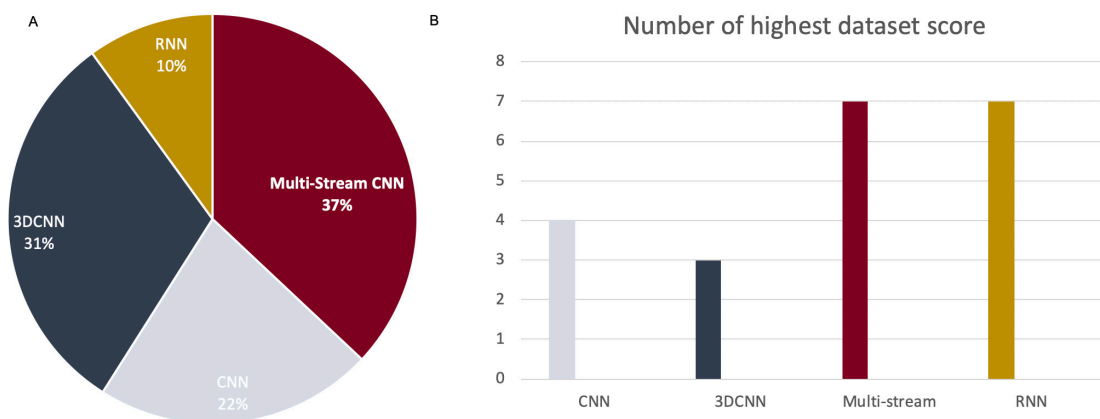 A
RNN
10%
Multi-Stream CNN
37%
3DCNN
31%
CNN
22%
B
Number of highest dataset score
8
7
6
5
4
3
2
1
0
CNN
3DCNN
Multi-stream
RNN